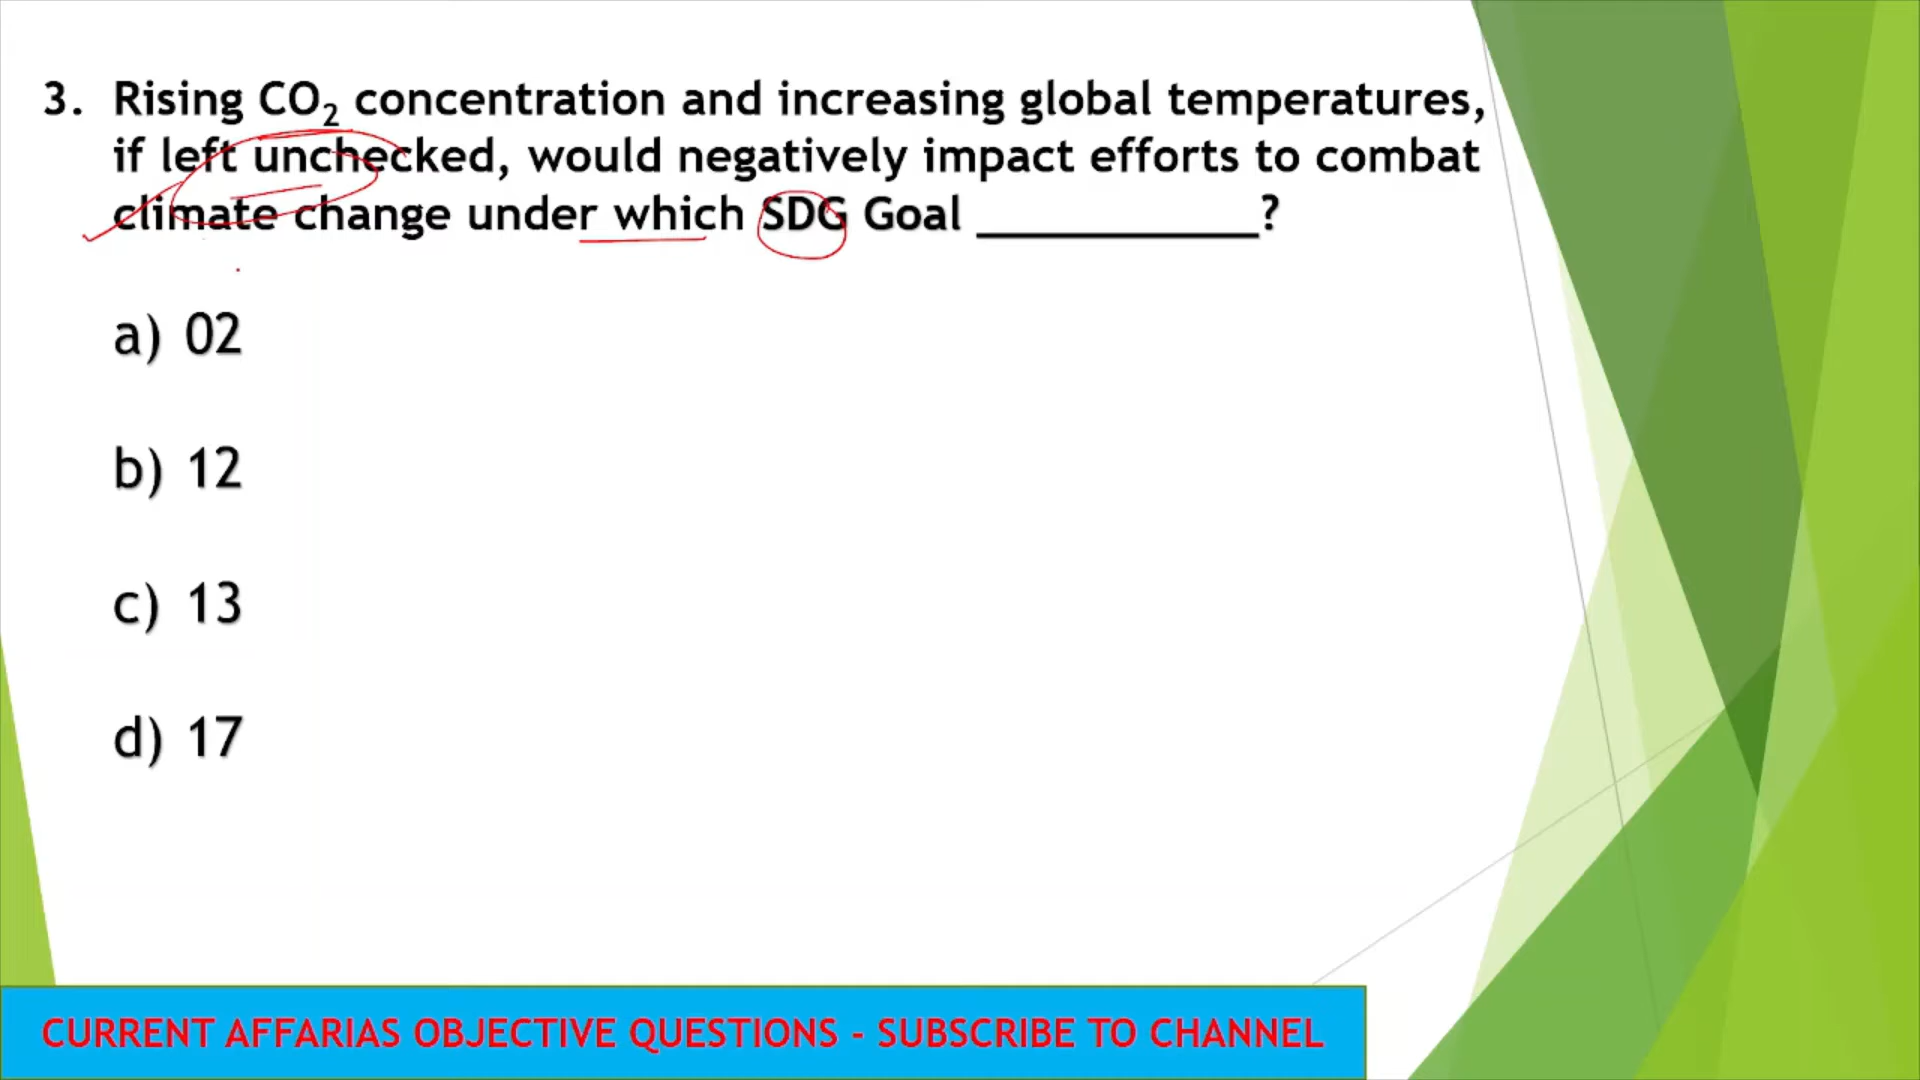 3. Rising CO₂ concentration and increasing global temperatures,
if left unchecked, would negatively impact efforts to combat
climate change under which SDG Goal ___________?
a) 02
b) 12
c) 13
d) 17
CURRENT AFFARIAS OBJECTIVE QUESTIONS - SUBSCRIBE TO CHANNEL